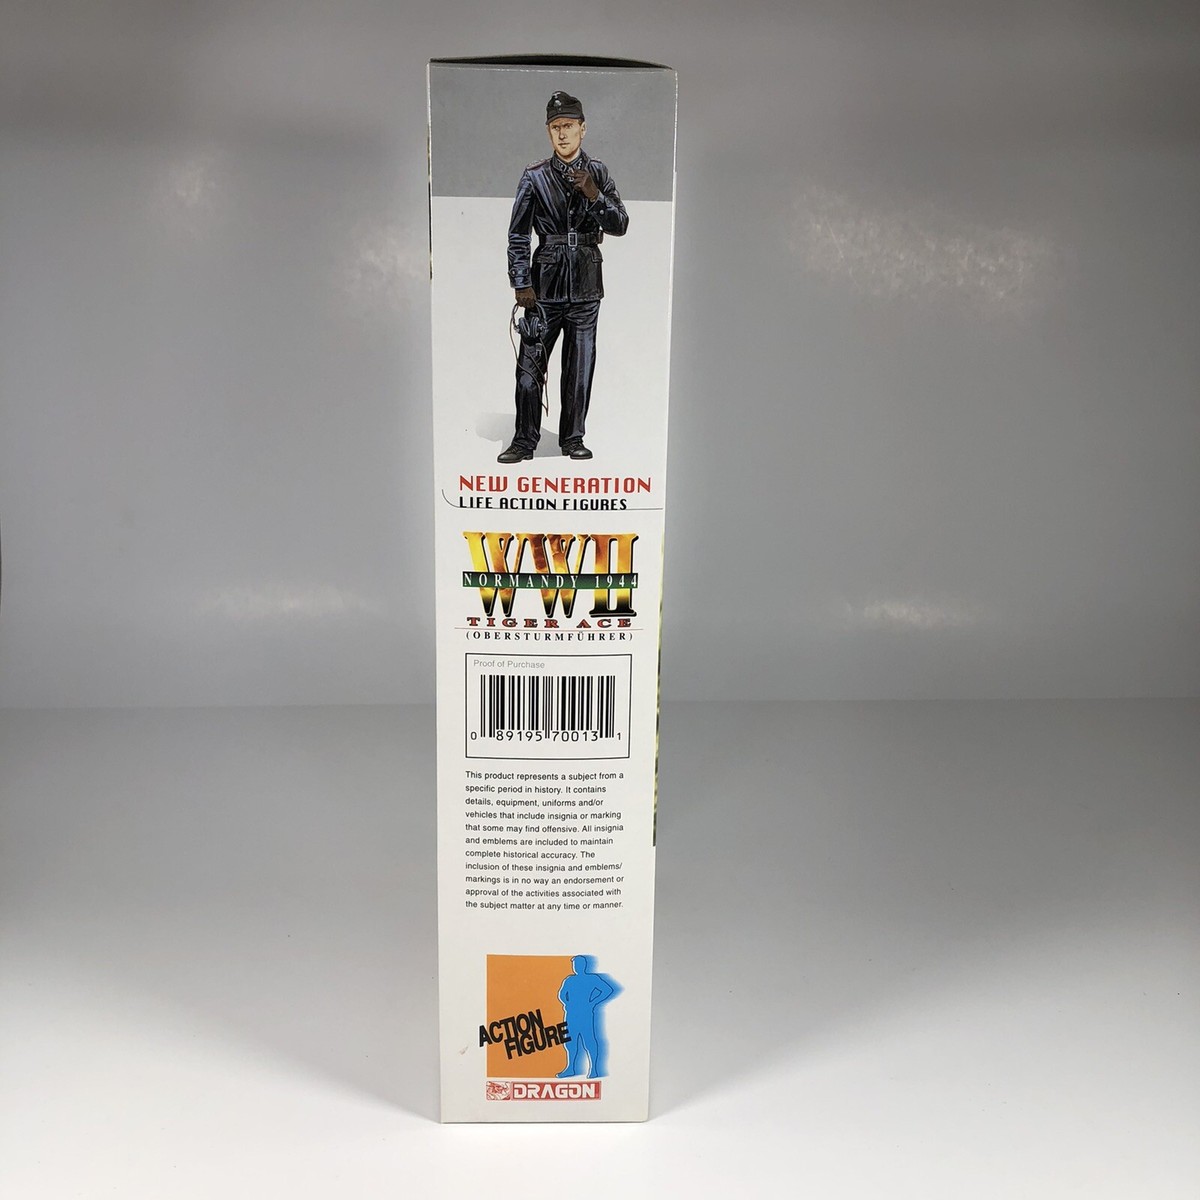 NEW GENERATION
LIFE ACTION FIGURES
WWII
NORMANDY 1944
TIGER ACE
(OBERSTURMFÜHRER)
Proof of Purchase
0 89195 70013 1
This product represents a subject from a
specific period in history. It contains
details, equipment, uniforms and/or
vehicles that include insignia or marking
that some may find offensive. All insignia
and emblems are included to maintain
complete historical accuracy. The
inclusion of these insignia and emblems/
markings is in no way an endorsement or
approval of the activities associated with
the subject matter at any time or manner.
ACTION
FIGURE
DRAGON